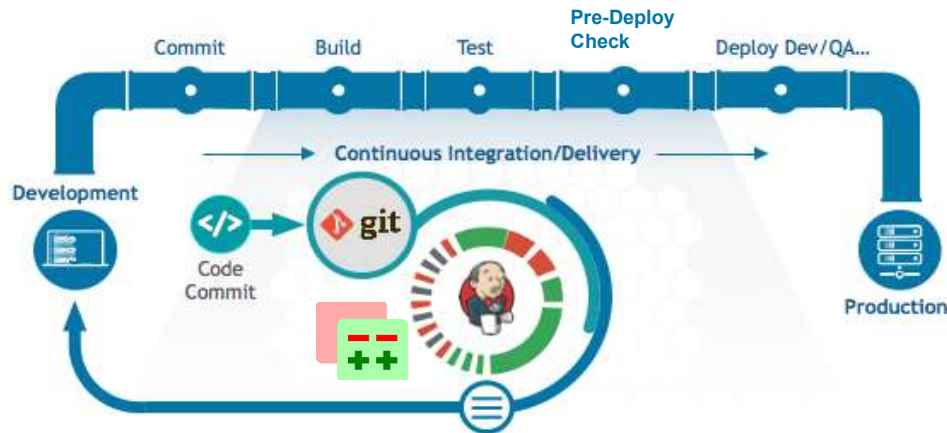 Commit
Build
Test
Pre-Deploy
Check
Deploy Dev/QA...
Continuous Integration/Delivery
Development
</>
git
Code
Commit
Production